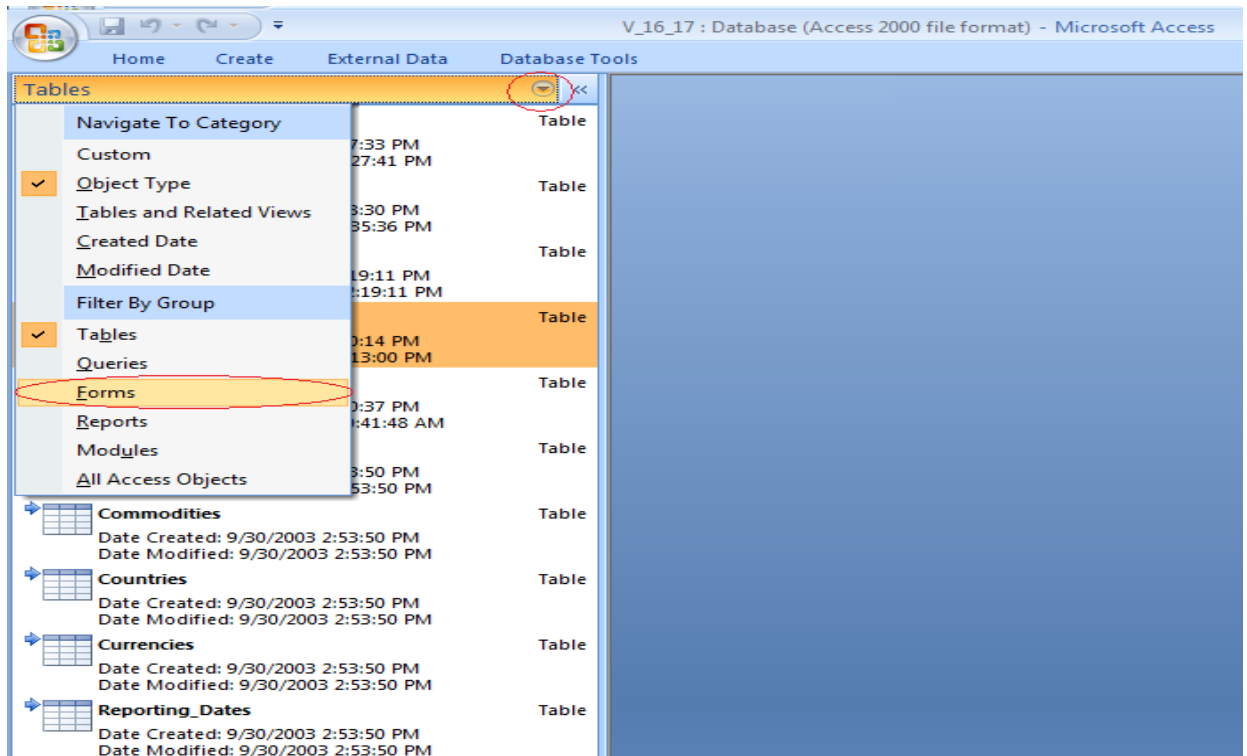 V_16_17 : Database (Access 2000 file format) - Microsoft Access
Home Create External Data Database Tools
Tables
Navigate To Category
Custom
Object Type
Tables and Related Views
Created Date
Modified Date
Filter By Group
Tables
Queries
Forms
Reports
Modules
All Access Objects
Table
7:33 PM
27:41 PM
Table
3:30 PM
35:36 PM
Table
19:11 PM
:19:11 PM
Table
0:14 PM
13:00 PM
Table
0:37 PM
:41:48 AM
Table
3:50 PM
53:50 PM
Commodities Table
Date Created: 9/30/2003 2:53:50 PM
Date Modified: 9/30/2003 2:53:50 PM
Countries Table
Date Created: 9/30/2003 2:53:50 PM
Date Modified: 9/30/2003 2:53:50 PM
Currencies Table
Date Created: 9/30/2003 2:53:50 PM
Date Modified: 9/30/2003 2:53:50 PM
Reporting_Dates Table
Date Created: 9/30/2003 2:53:50 PM
Date Modified: 9/30/2003 2:53:50 PM